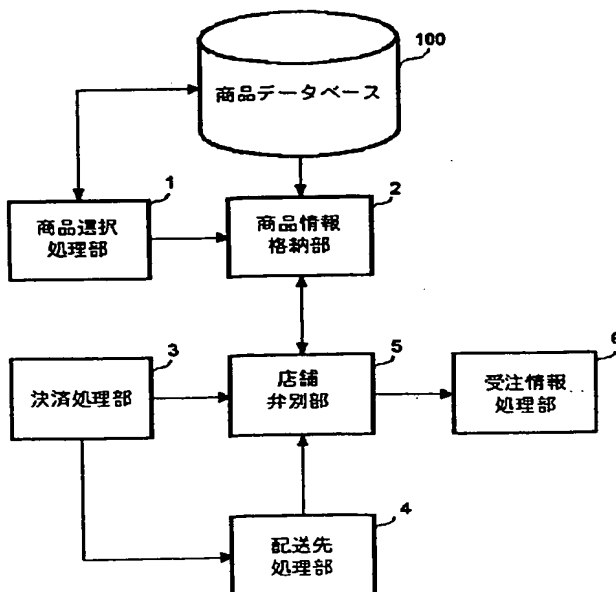 100
商品データベース
1
商品選択
処理部
2
商品情報
格納部
3
決済処理部
5
店舗
弁別部
6
受注情報
処理部
4
配送先
処理部